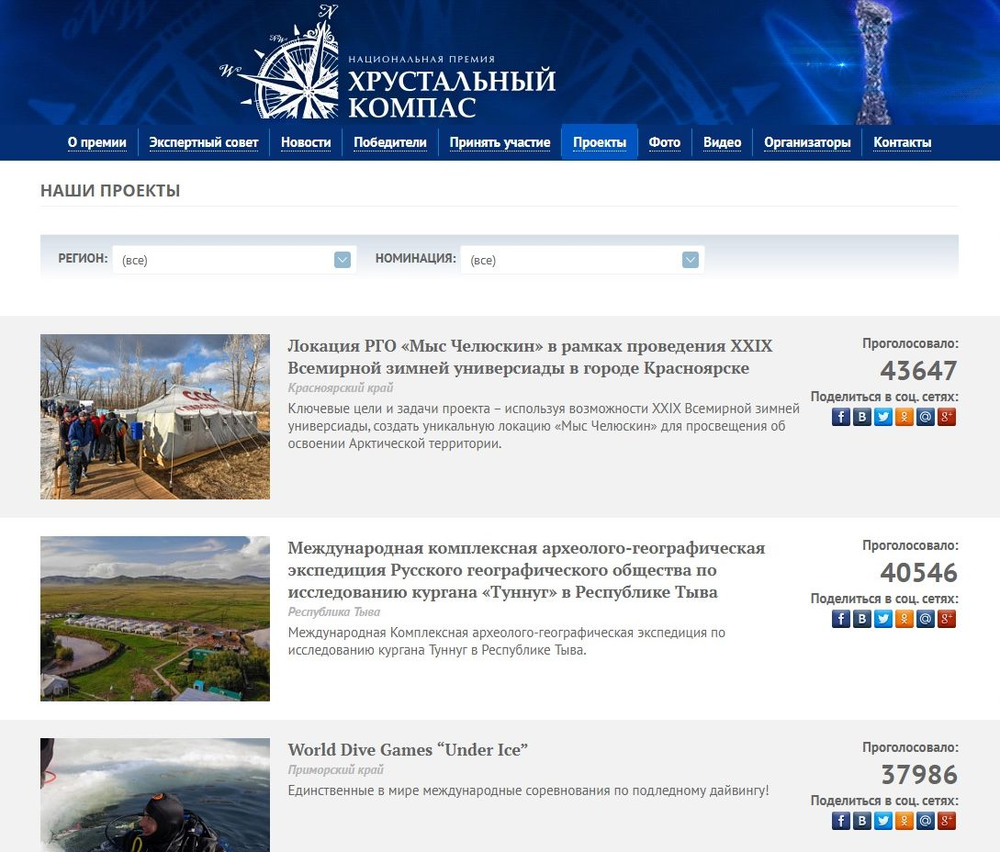 N
NW
NW
W
НАЦИОНАЛЬНАЯ ПРЕМИЯ
ХРУСТАЛЬНЫЙ
КОМПАС
О премии Экспертный совет Новости Победители Принять участие Проекты Фото Видео Организаторы Контакты
НАШИ ПРОЕКТЫ
РЕГИОН: (все) НОМИНАЦИЯ: (все)
Локация РГО «Мыс Челюскин» в рамках проведения XXIX
Всемирной зимней универсиады в городе Красноярске
Красноярский край
Ключевые цели и задачи проекта – используя возможности XXIX Всемирной зимней
универсиады, создать уникальную локацию «Мыс Челюскин» для просвещения об
освоении Арктической территории.
Проголосовало:
43647
Поделиться в соц. сетях:
СССР
Международная комплексная археолого-географическая
экспедиция Русского географического общества по
исследованию кургана «Туннуг» в Республике Тыва
Республика Тыва
Международная Комплексная археолого-географическая экспедиция по
исследованию кургана Туннуг в Республике Тыва.
Проголосовало:
40546
Поделиться в соц. сетях:
World Dive Games “Under Ice”
Приморский край
Единственные в мире международные соревнования по подледному дайвингу!
Проголосовало:
37986
Поделиться в соц. сетях: